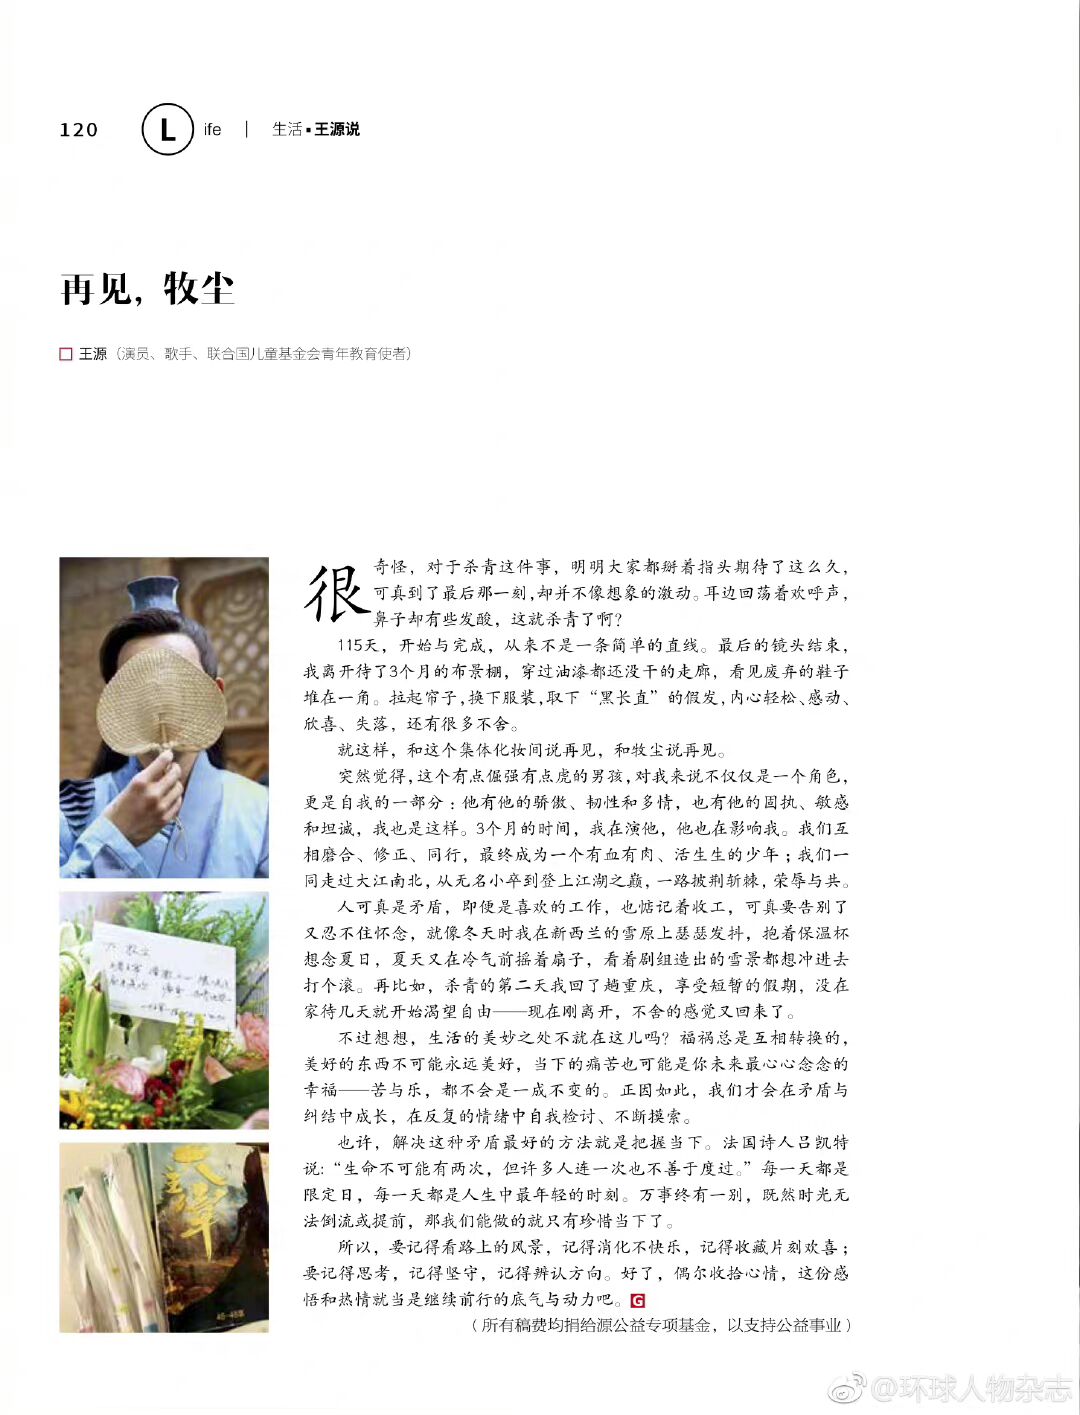 120 Life | 生活▪王源说
再见，牧尘
王源（演员、歌手、联合国儿童基金会青年教育使者）
很奇怪，对于杀青这件事，明明大家都掰着指头期待了这么久，
可真到了最后那一刻，却并不像想象的激动。耳边回荡着欢呼声，
鼻子却有些发酸，这就杀青了啊？
115天，开始与完成，从来不是一条简单的直线。最后的镜头结束，
我离开待了3个月的布景棚，穿过油漆都还没干的走廊，看见废弃的鞋子
堆在一角。拉起帘子，换下服装，取下“黑长直”的假发，内心轻松、感动、
欣喜、失落，还有很多不舍。
就这样，和这个集体化妆间说再见，和牧尘说再见。
突然觉得，这个有点倔强有点虎的男孩，对我来说不仅仅是一个角色，
更是自我的一部分：他有他的骄傲、韧性和多情，也有他的固执、敏感
和坦诚，我也是这样。3个月的时间，我在演他，他也在影响我。我们互
相磨合、修正、同行，最终成为一个有血有肉、活生生的少年；我们一
同走过大江南北，从无名小卒到登上江湖之巅，一路披荆斩棘，荣辱与共。
人可真是矛盾，即便是喜欢的工作，也惦记着收工，可真要告别了
又忍不住怀念，就像冬天时我在新西兰的雪原上瑟瑟发抖，抱着保温杯
想念夏日，夏天又在冷气前摇着扇子，看着剧组造出的雪景都想冲进去
打个滚。再比如，杀青的第二天我回了趟重庆，享受短暂的假期，没在
家待几天就开始渴望自由——现在刚离开，不舍的感觉又回来了。
不过想想，生活的美妙之处不就在这儿吗？福祸总是互相转换的，
美好的东西不可能永远美好，当下的痛苦也可能是你未来最心心念念的
幸福——苦与乐，都不会是一成不变的。正因如此，我们才会在矛盾与
纠结中成长，在反复的情绪中自我检讨、不断摸索。
也许，解决这种矛盾最好的方法就是把握当下。法国诗人吕凯特
说：“生命不可能有两次，但许多人连一次也不善于度过。”每一天都是
限定日，每一天都是人生中最年轻的时刻。万事终有一别，既然时光无
法倒流或提前，那我们能做的就只有珍惜当下了。
所以，要记得看路上的风景，记得消化不快乐，记得收藏片刻欢喜；
要记得思考，记得坚守，记得辨认方向。好了，偶尔收拾心情，这份感
悟和热情就当是继续前行的底气与动力吧。G
（所有稿费均捐给源公益专项基金，以支持公益事业）
@环球人物杂志